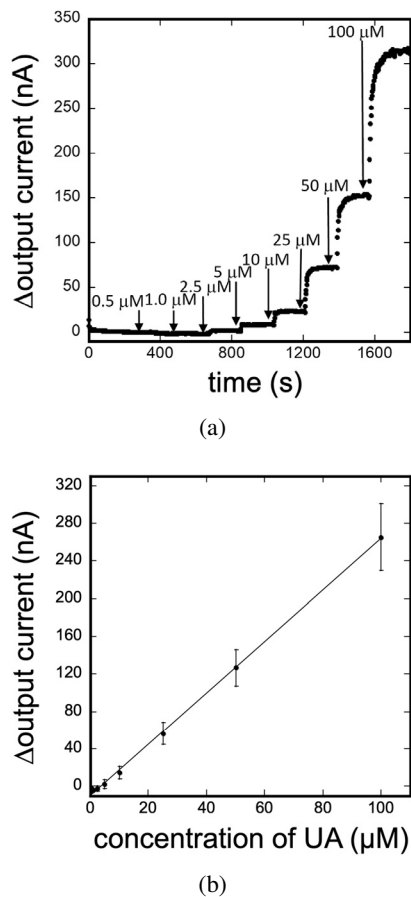 350
300
250
200
150
100
50
0
Δoutput current (nA)
100 μM
50 μM
25 μM
10 μM
5 μM
2.5 μM
0.5 μM 1.0 μM
0 400 800 1200 1600
time (s)
(a)
320
280
240
200
160
120
80
40
0
Δoutput current (nA)
0 20 40 60 80 100
concentration of UA (μM)
(b)